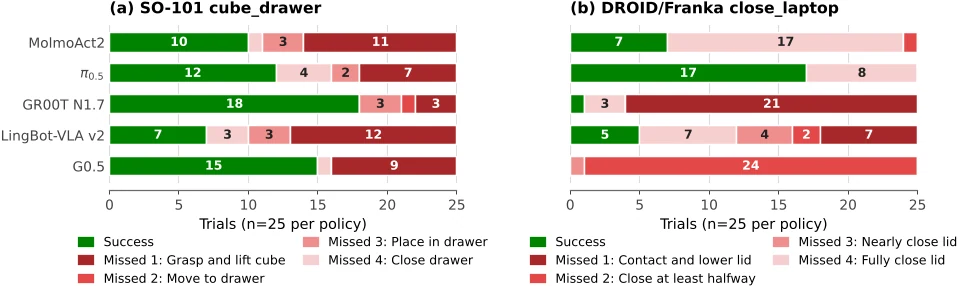 (a) SO-101 cube_drawer
MolmoAct2
10
3
11
π0.5
12
4
2
7
GR00T N1.7
18
3
3
LingBot-VLA v2
7
3
3
12
G0.5
15
9
0
5
10
15
20
25
Trials (n=25 per policy)
Success
Missed 1: Grasp and lift cube
Missed 2: Move to drawer
Missed 3: Place in drawer
Missed 4: Close drawer
(b) DROID/Franka close_laptop
7
17
17
8
3
21
5
7
4
2
7
24
0
5
10
15
20
25
Trials (n=25 per policy)
Success
Missed 1: Contact and lower lid
Missed 2: Close at least halfway
Missed 3: Nearly close lid
Missed 4: Fully close lid